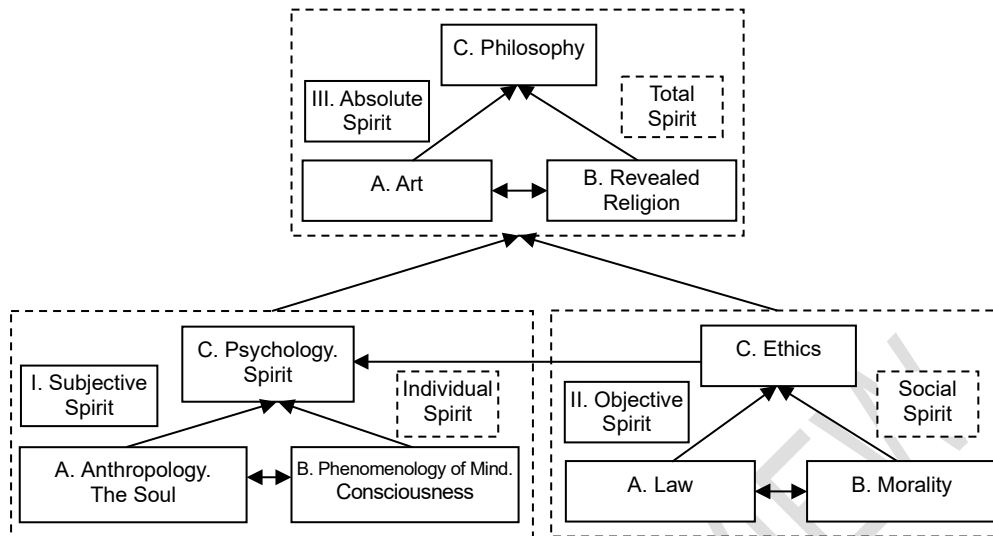 C. Philosophy
III. Absolute
Spirit
Total
Spirit
A. Art
B. Revealed
Religion
C. Psychology.
Spirit
I. Subjective
Spirit
Individual
Spirit
A. Anthropology.
The Soul
B. Phenomenology of Mind.
Consciousness
C. Ethics
II. Objective
Spirit
Social
Spirit
A. Law
B. Morality